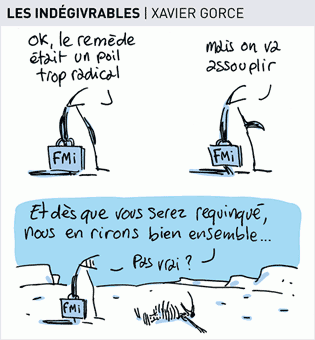 LES INDÉGIVRABLES | XAVIER GORCE
OK, le remède
était un poil
trop radical
mais on va
assouplir
FMi
FMi
Et dès que vous serez requinqué,
nous en rirons bien ensemble...
Pas vrai ?
FMi